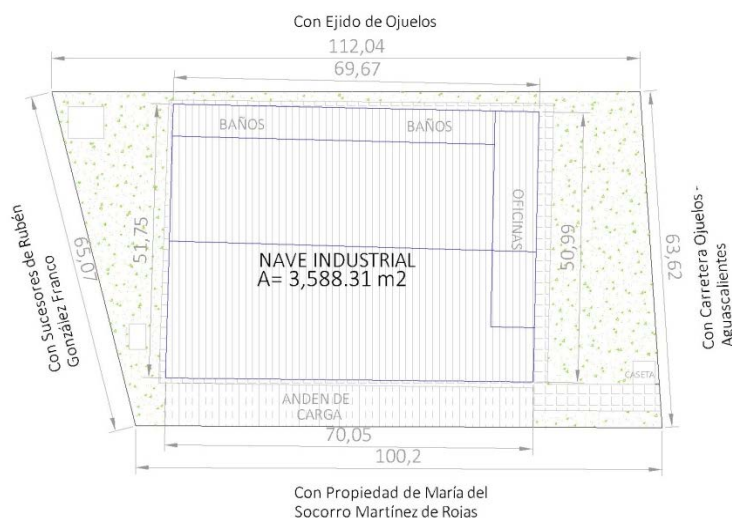 Con Ejido de Ojuelos
112,04
69,67
BAÑOS
BAÑOS
OFICINAS
51,75
50,99
65,07
63,62
Con Sucesores de Rubén
González Franco
Con Carretera Ojuelos -
Aguascalientes
NAVE INDUSTRIAL
A= 3,588.31 m2
CASETA
ANDEN DE
CARGA
70,05
100,2
Con Propiedad de María del
Socorro Martínez de Rojas